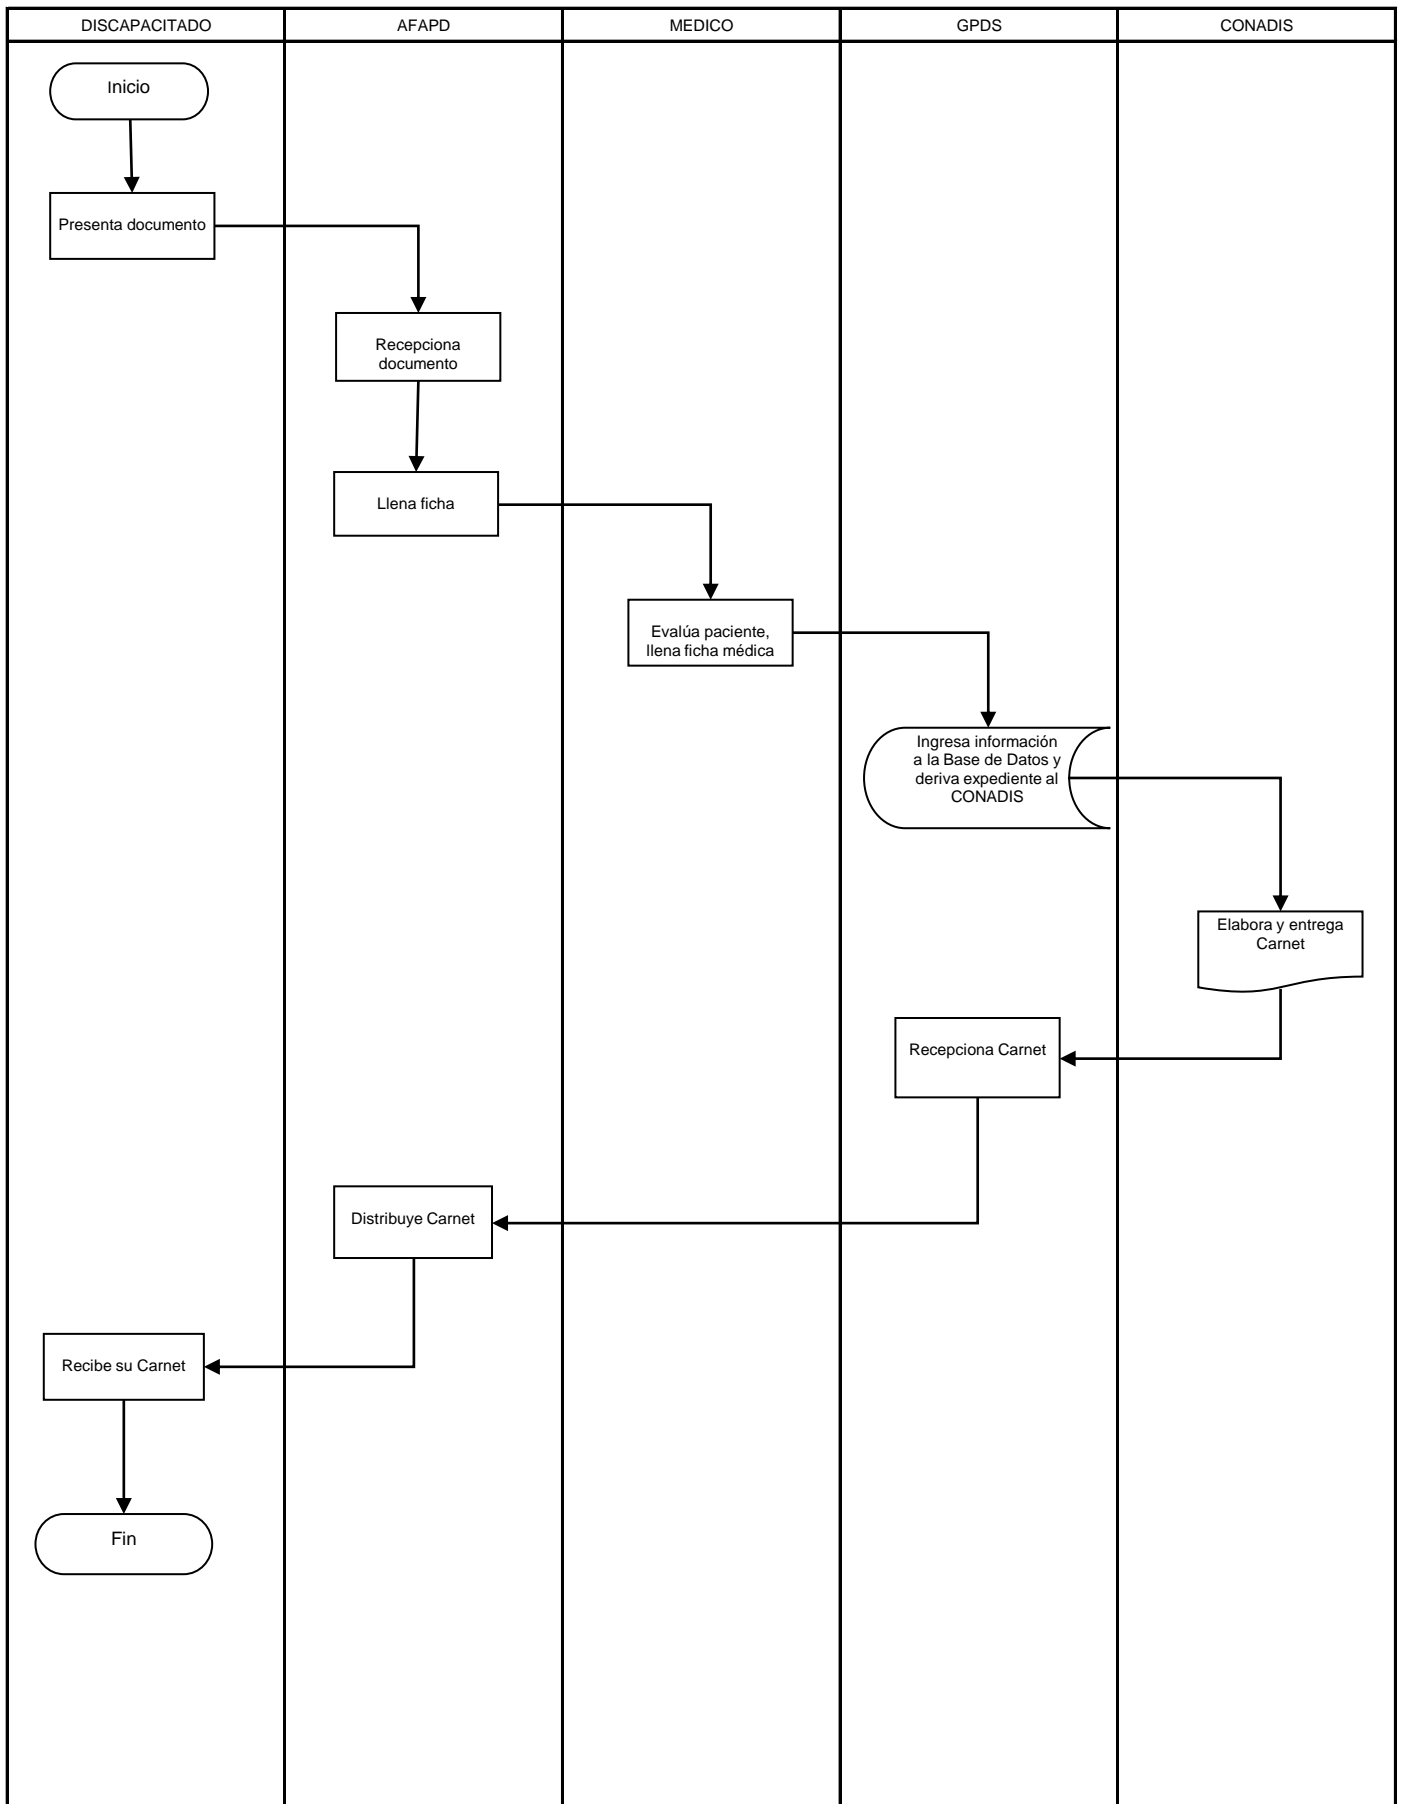 DISCAPACITADO
AFAPD
MEDICO
GPDS
CONADIS
Inicio
Presenta documento
Recepciona
documento
Llena ficha
Evalúa paciente,
llena ficha médica
Ingresa información
a la Base de Datos y
deriva expediente al
CONADIS
Elabora y entrega
Carnet
Recepciona Carnet
Distribuye Carnet
Recibe su Carnet
Fin